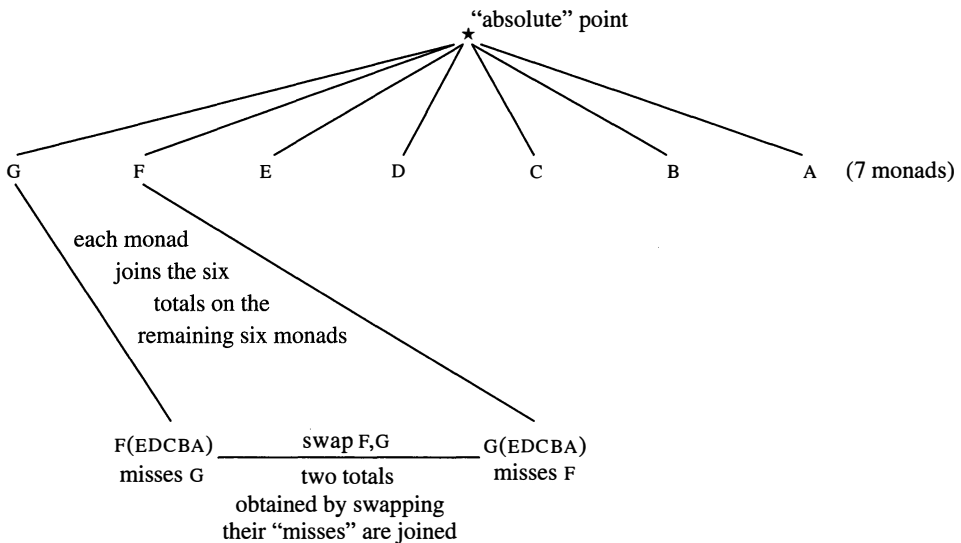 “absolute” point
★
G F E D C B A (7 monads)
each monad
joins the six
totals on the
remaining six monads
F(EDCBA) swap F,G G(EDCBA)
misses G two totals misses F
obtained by swapping
their “misses” are joined